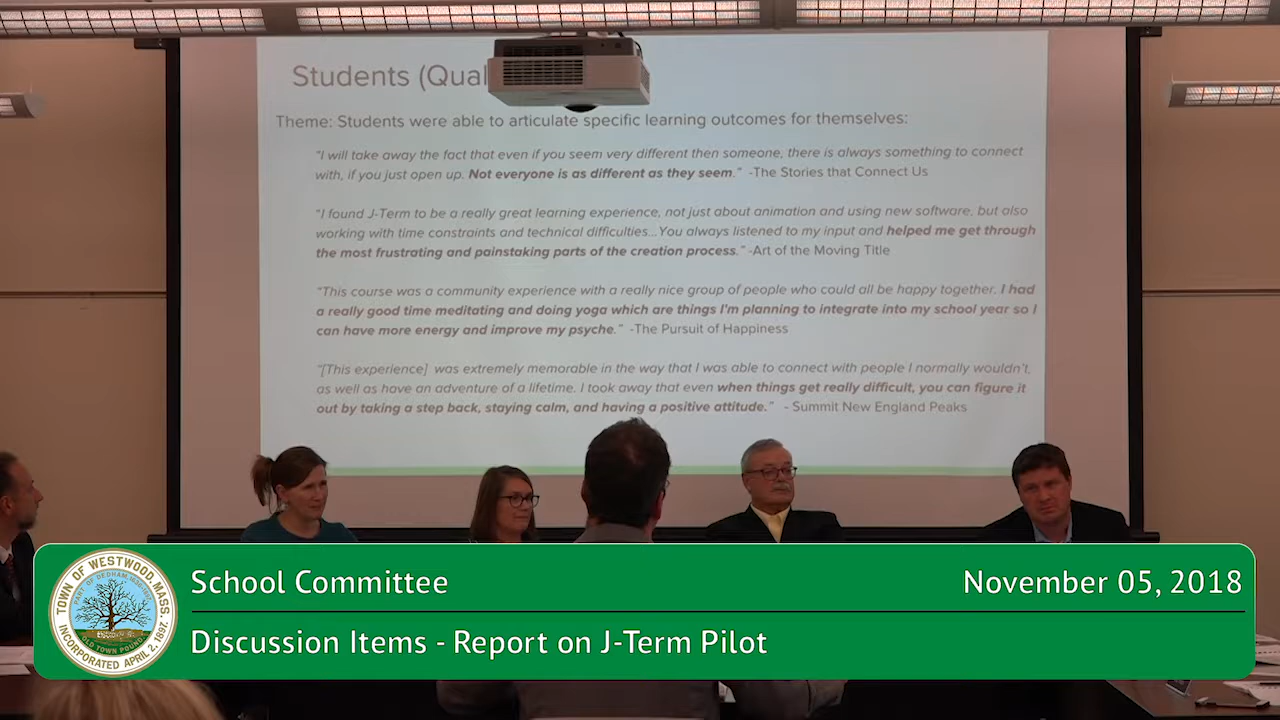 Students (Qual
Theme: Students were able to articulate specific learning outcomes for themselves:
"I will take away the fact that even if you seem very different then someone, there is always something to connect
with, if you just open up. Not everyone is as different as they seem." -The Stories that Connect Us
"I found J-Term to be a really great learning experience, not just about animation and using new software, but also
working with time constraints and technical difficulties...You always listened to my input and helped me get through
the most frustrating and painstaking parts of the creation process." -Art of the Moving Title
"This course was a community experience with a really nice group of people who could all be happy together. I had
a really good time meditating and doing yoga which are things I'm planning to integrate into my school year so I
can have more energy and improve my psyche." -The Pursuit of Happiness
"[This experience] was extremely memorable in the way that I was able to connect with people I normally wouldn't,
as well as have an adventure of a lifetime. I took away that even when things get really difficult, you can figure it
out by taking a step back, staying calm, and having a positive attitude." - Summit New England Peaks
School Committee
November 05, 2018
Discussion Items - Report on J-Term Pilot
TOWN OF WESTWOOD, MASS.
INCORPORATED APRIL 2, 1897.
OLD TOWN POUND